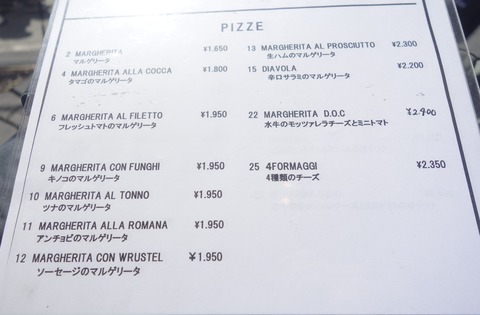 PIZZE
2 MARGHERITA ¥1.650
マルゲリータ
4 MARGHERITA ALLA COCCA ¥1.800
タマゴのマルゲリータ
6 MARGHERITA AL FILETTO ¥1.950
フレッシュトマトのマルゲリータ
9 MARGHERITA CON FUNGHI ¥1.950
キノコのマルゲリータ
10 MARGHERITA AL TONNO ¥1.950
ツナのマルゲリータ
11 MARGHERITA ALLA ROMANA ¥1.950
アンチョビのマルゲリータ
12 MARGHERITA CON WRUSTEL ¥1.950
ソーセージのマルゲリータ
13 MARGHERITA AL PROSCIUTTO ¥2.300
生ハムのマルゲリータ
15 DIAVOLA ¥2.200
辛口サラミのマルゲリータ
22 MARGHERITA D.O.C ¥2.900
水牛のモッツァレラチーズとミニトマト
25 4FORMAGGI ¥2.350
4種類のチーズ